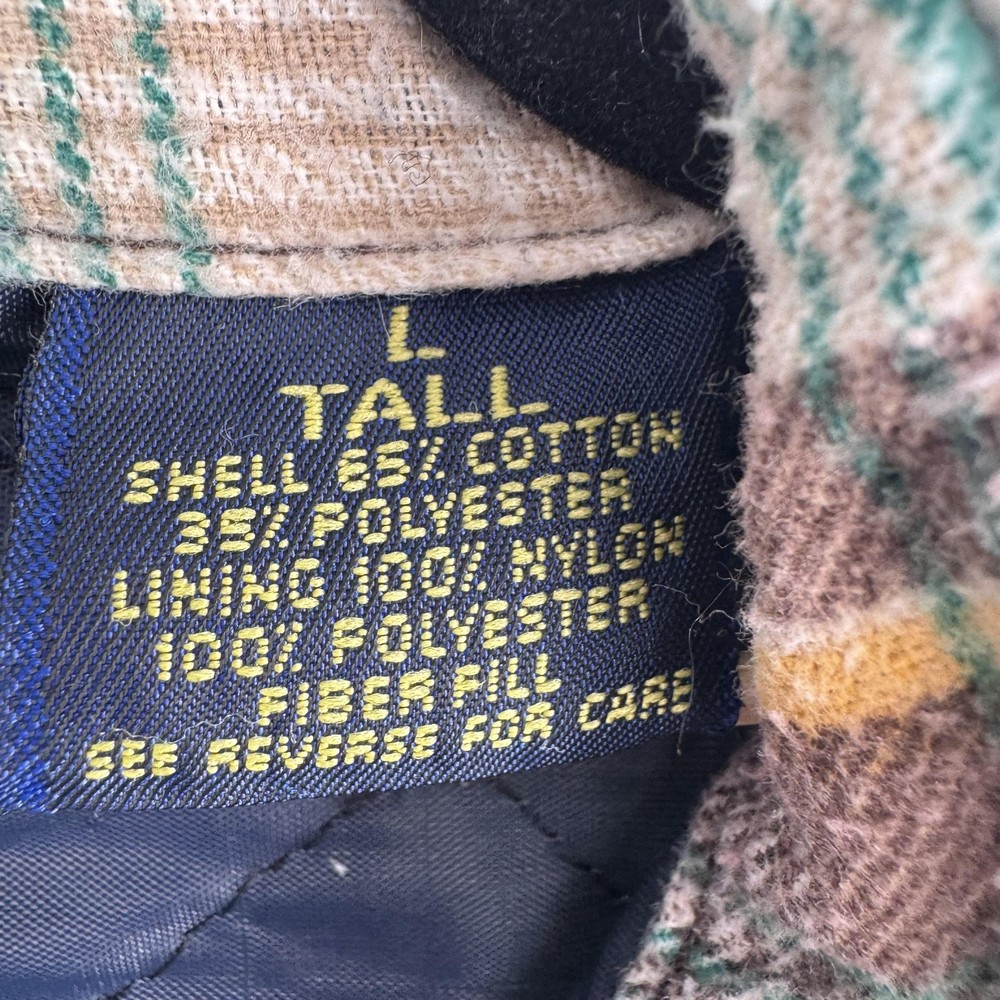 L
TALL
SHELL 65% COTTON
35% POLYESTER
LINING 100% NYLON
100% POLYESTER
FIBER FILL
SEE REVERSE FOR CARE